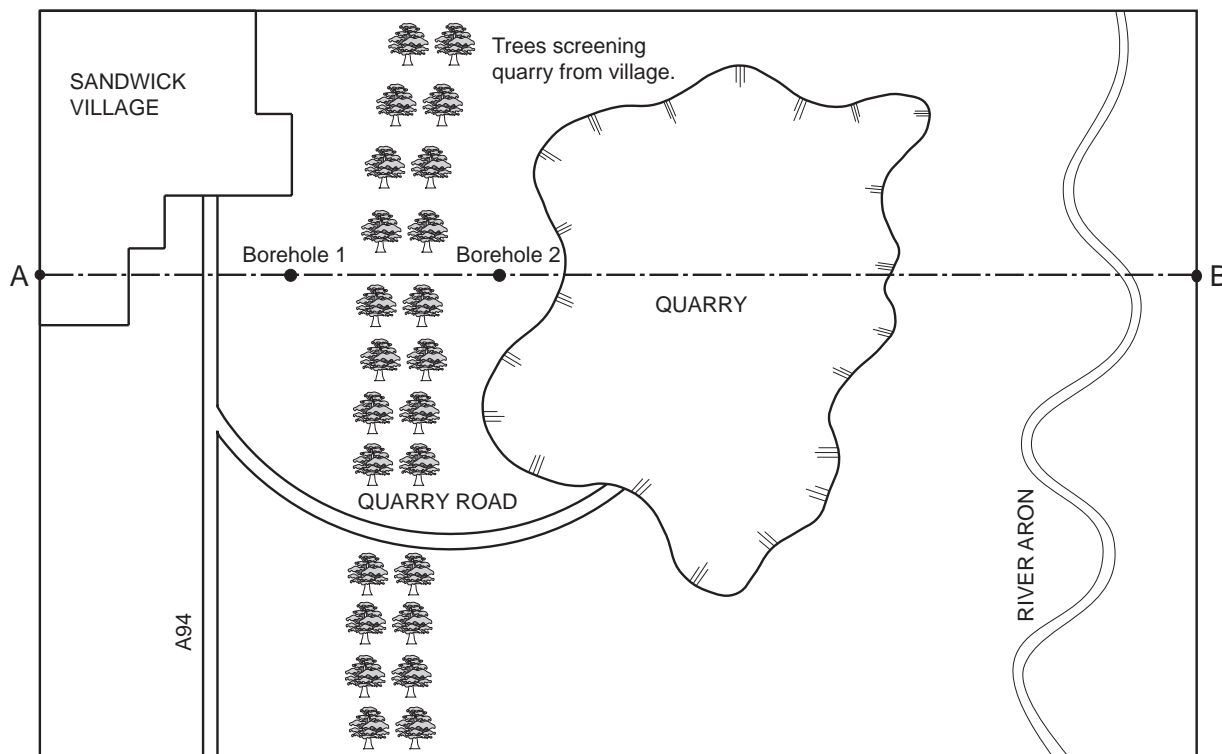 Trees screening
quarry from village.
SANDWICK
VILLAGE
Borehole 1
Borehole 2
A
B
QUARRY
QUARRY ROAD
RIVER ARON
A94